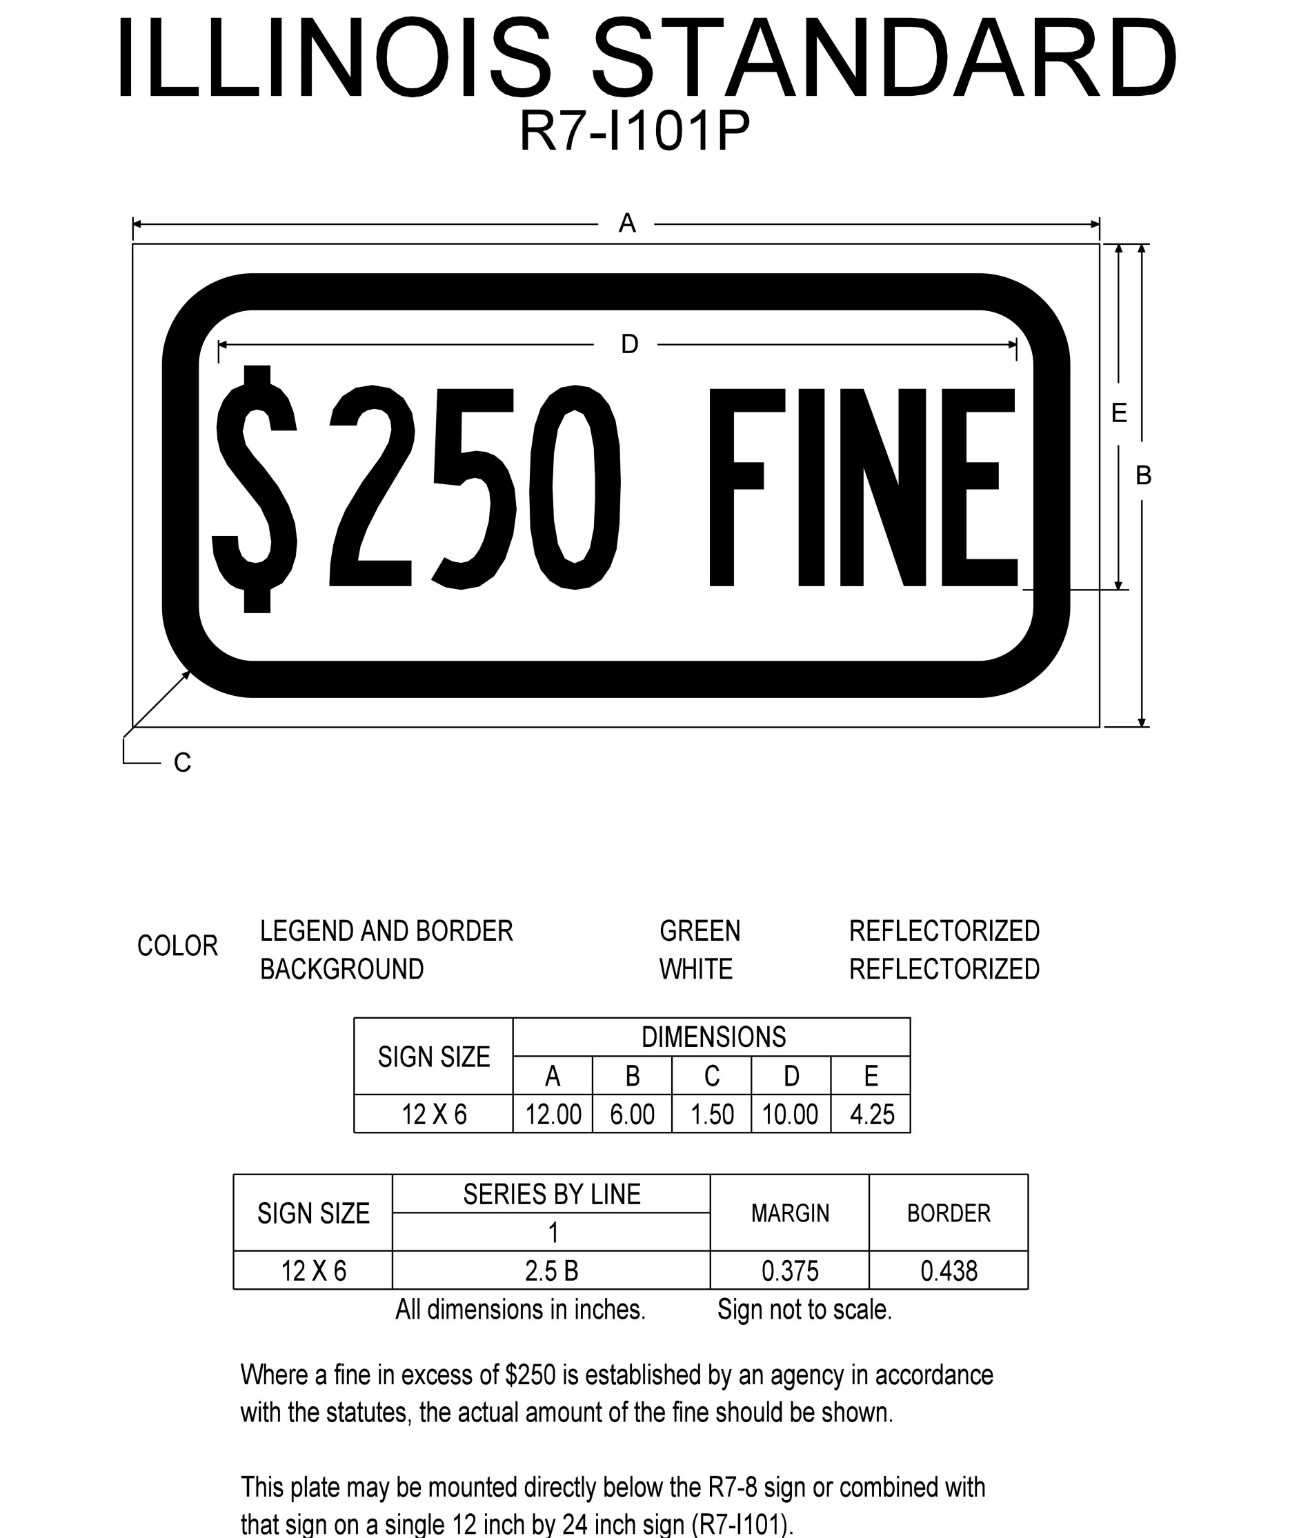 ILLINOIS STANDARD
R7-I101P
A
D
$250 FINE
E
B
C
COLOR
LEGEND AND BORDER GREEN REFLECTORIZED
BACKGROUND WHITE REFLECTORIZED
SIGN SIZE DIMENSIONS
A B C D E
12 X 6 12.00 6.00 1.50 10.00 4.25
SIGN SIZE SERIES BY LINE MARGIN BORDER
1
12 X 6 2.5 B 0.375 0.438
All dimensions in inches. Sign not to scale.
Where a fine in excess of $250 is established by an agency in accordance
with the statutes, the actual amount of the fine should be shown.
This plate may be mounted directly below the R7-8 sign or combined with
that sign on a single 12 inch by 24 inch sign (R7-I101).